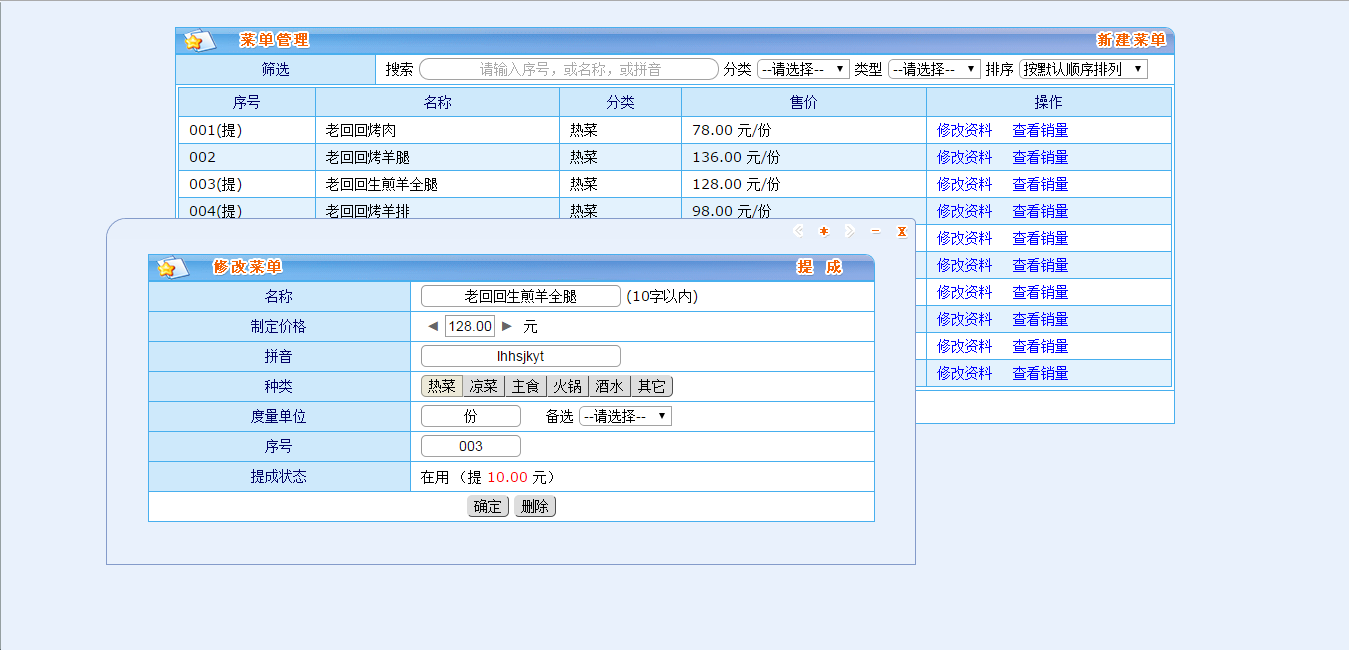 菜单管理 新建菜单
筛选 搜索 请输入序号，或名称，或拼音 分类 --请选择-- 类型 --请选择-- 排序 按默认顺序排列
序号 名称 分类 售价 操作
001(提) 老回回烤肉 热菜 78.00 元/份 修改资料 查看销量
002 老回回烤羊腿 热菜 136.00 元/份 修改资料 查看销量
003(提) 老回回生煎羊全腿 热菜 128.00 元/份 修改资料 查看销量
004(提) 老回回烤羊排 热菜 98.00 元/份 修改资料 查看销量
修改资料 查看销量
修改资料 查看销量
修改资料 查看销量
修改资料 查看销量
修改资料 查看销量
修改资料 查看销量
修改菜单 提 成
名称 老回回生煎羊全腿 (10字以内)
制定价格 128.00 元
拼音 lhhsjkyt
种类 热菜 凉菜 主食 火锅 酒水 其它
度量单位 份 备选 --请选择--
序号 003
提成状态 在用 （提 10.00 元）
确定 删除